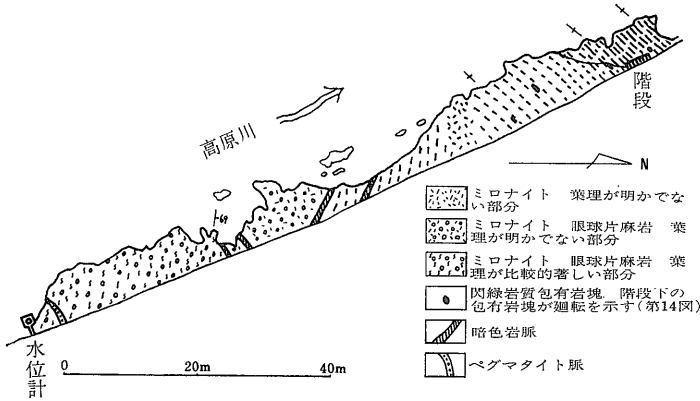 階段
高原川
N
69
ミロナイト 葉理が明かでな
い部分
ミロナイト 眼球片麻岩 葉
理が明かでない部分
ミロナイト 眼球片麻岩 葉
理が比較的著しい部分
閃緑岩質包有岩塊 階段下の
包有岩塊が廻転を示す(第14図)
暗色岩脈
ペグマタイト脈
水位計
0 20m 40m